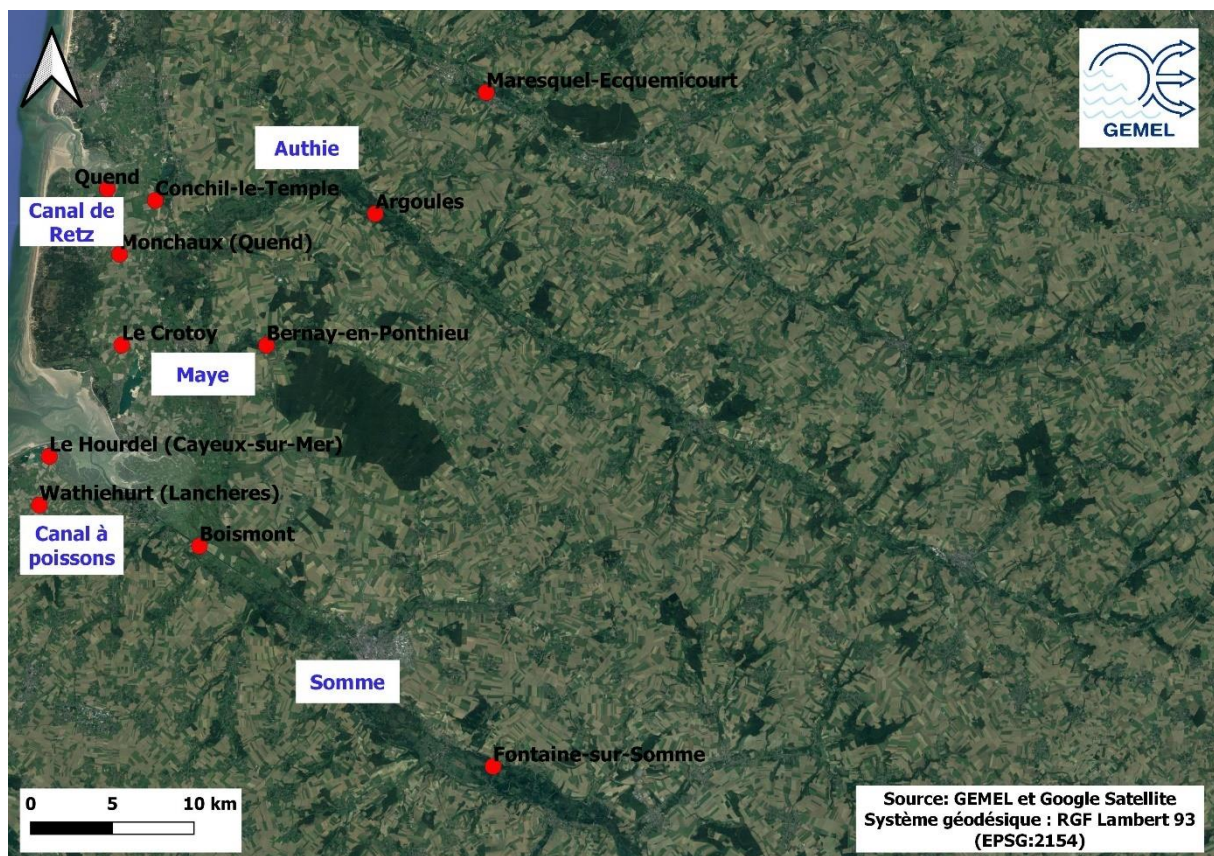 Maresquel-Ecquemicourt
GEMEL
Authie
Quend
Conchil-le-Temple
Canal de
Retz
Argoules
Monchaux (Quend)
Le Crotoy
Bernay-en-Ponthieu
Maye
Le Hourdel (Cayeux-sur-Mer)
Wathiehurt (Lancheres)
Canal à
poissons
Boismont
Somme
Fontaine-sur-Somme
0 5 10 km
Source: GEMEL et Google Satellite
Système géodésique : RGF Lambert 93
(EPSG:2154)